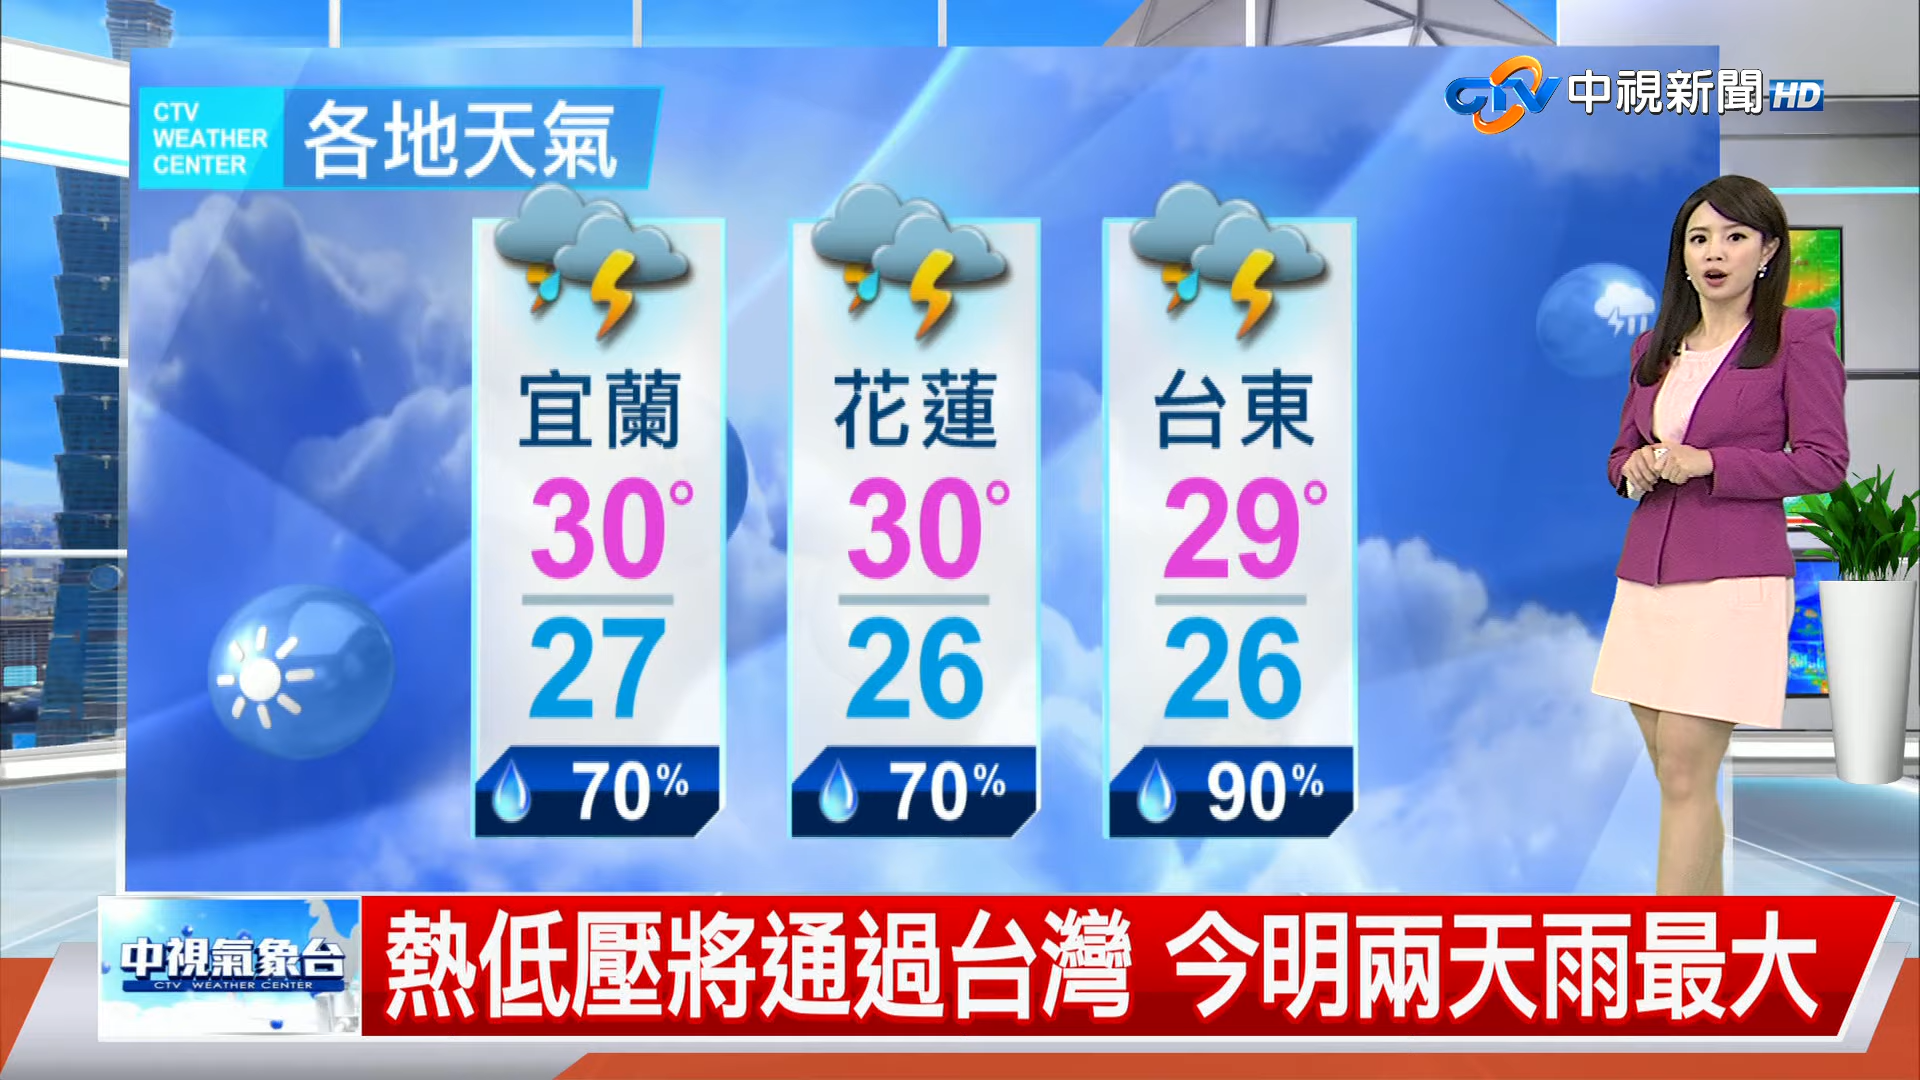 CTV
WEATHER
CENTER
各地天氣
CTV 中視新聞 HD
宜蘭
30°
27
70%
花蓮
30°
26
70%
台東
29°
26
90%
中視氣象台
CTV WEATHER CENTER
熱低壓將通過台灣 今明兩天雨最大